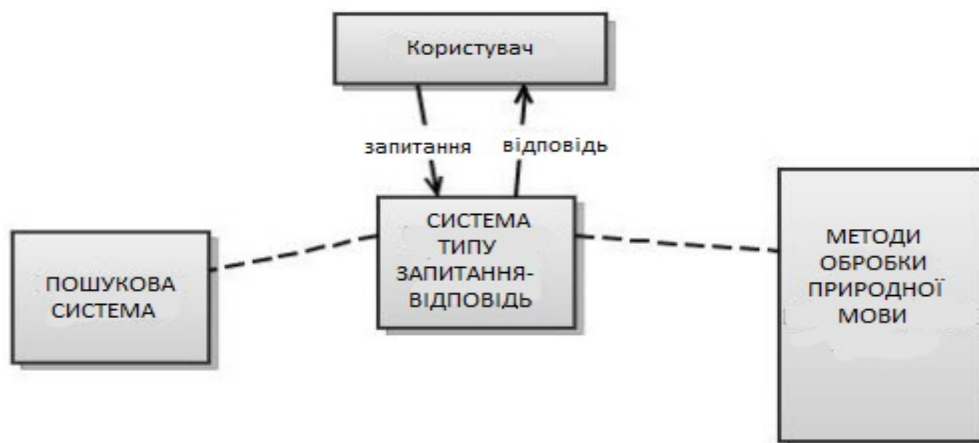 Користувач
запитання
відповідь
СИСТЕМА
ТИПУ
ЗАПИТАННЯ-
ВІДПОВІДЬ
ПОШУКОВА
СИСТЕМА
МЕТОДИ
ОБРОБКИ
ПРИРОДНОЇ
МОВИ